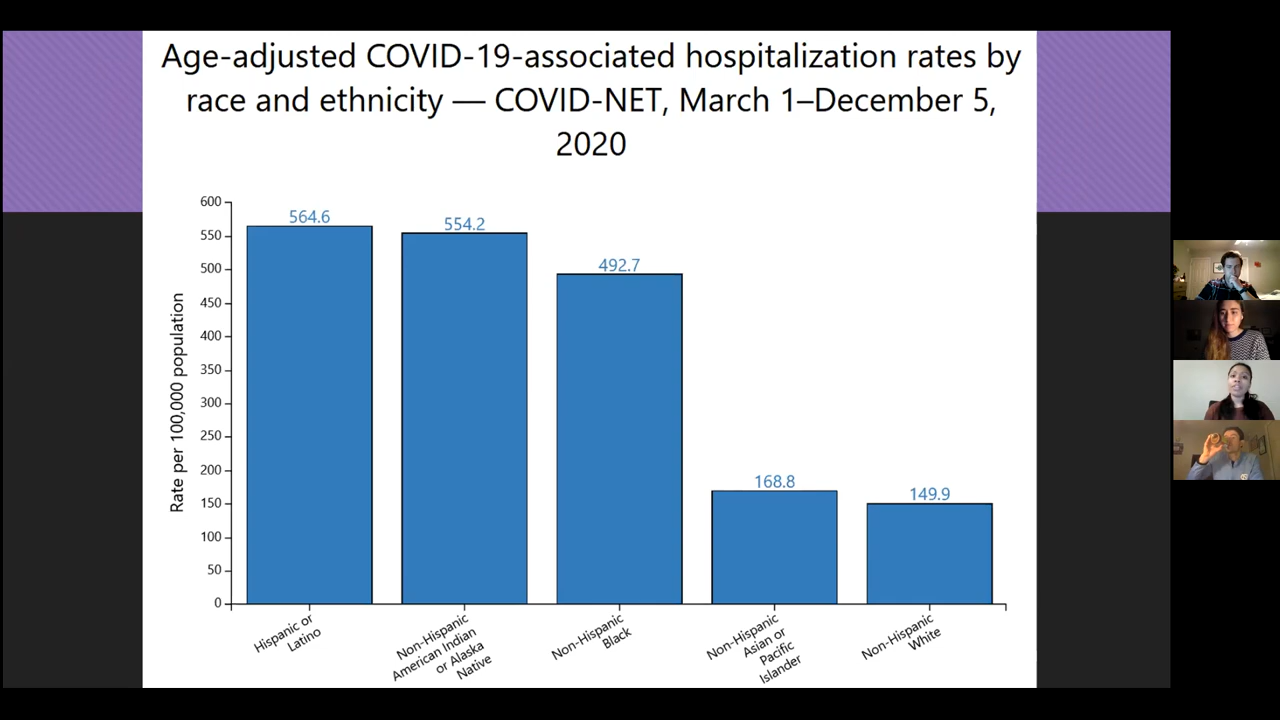 Age-adjusted COVID-19-associated hospitalization rates by
race and ethnicity — COVID-NET, March 1–December 5,
2020
Rate per 100,000 population
600
550
500
450
400
350
300
250
200
150
100
50
0
564.6
554.2
492.7
168.8
149.9
Hispanic or
Latino
Non-Hispanic
American Indian
or Alaska
Native
Non-Hispanic
Black
Non-Hispanic
Asian or
Pacific
Islander
Non-Hispanic
White